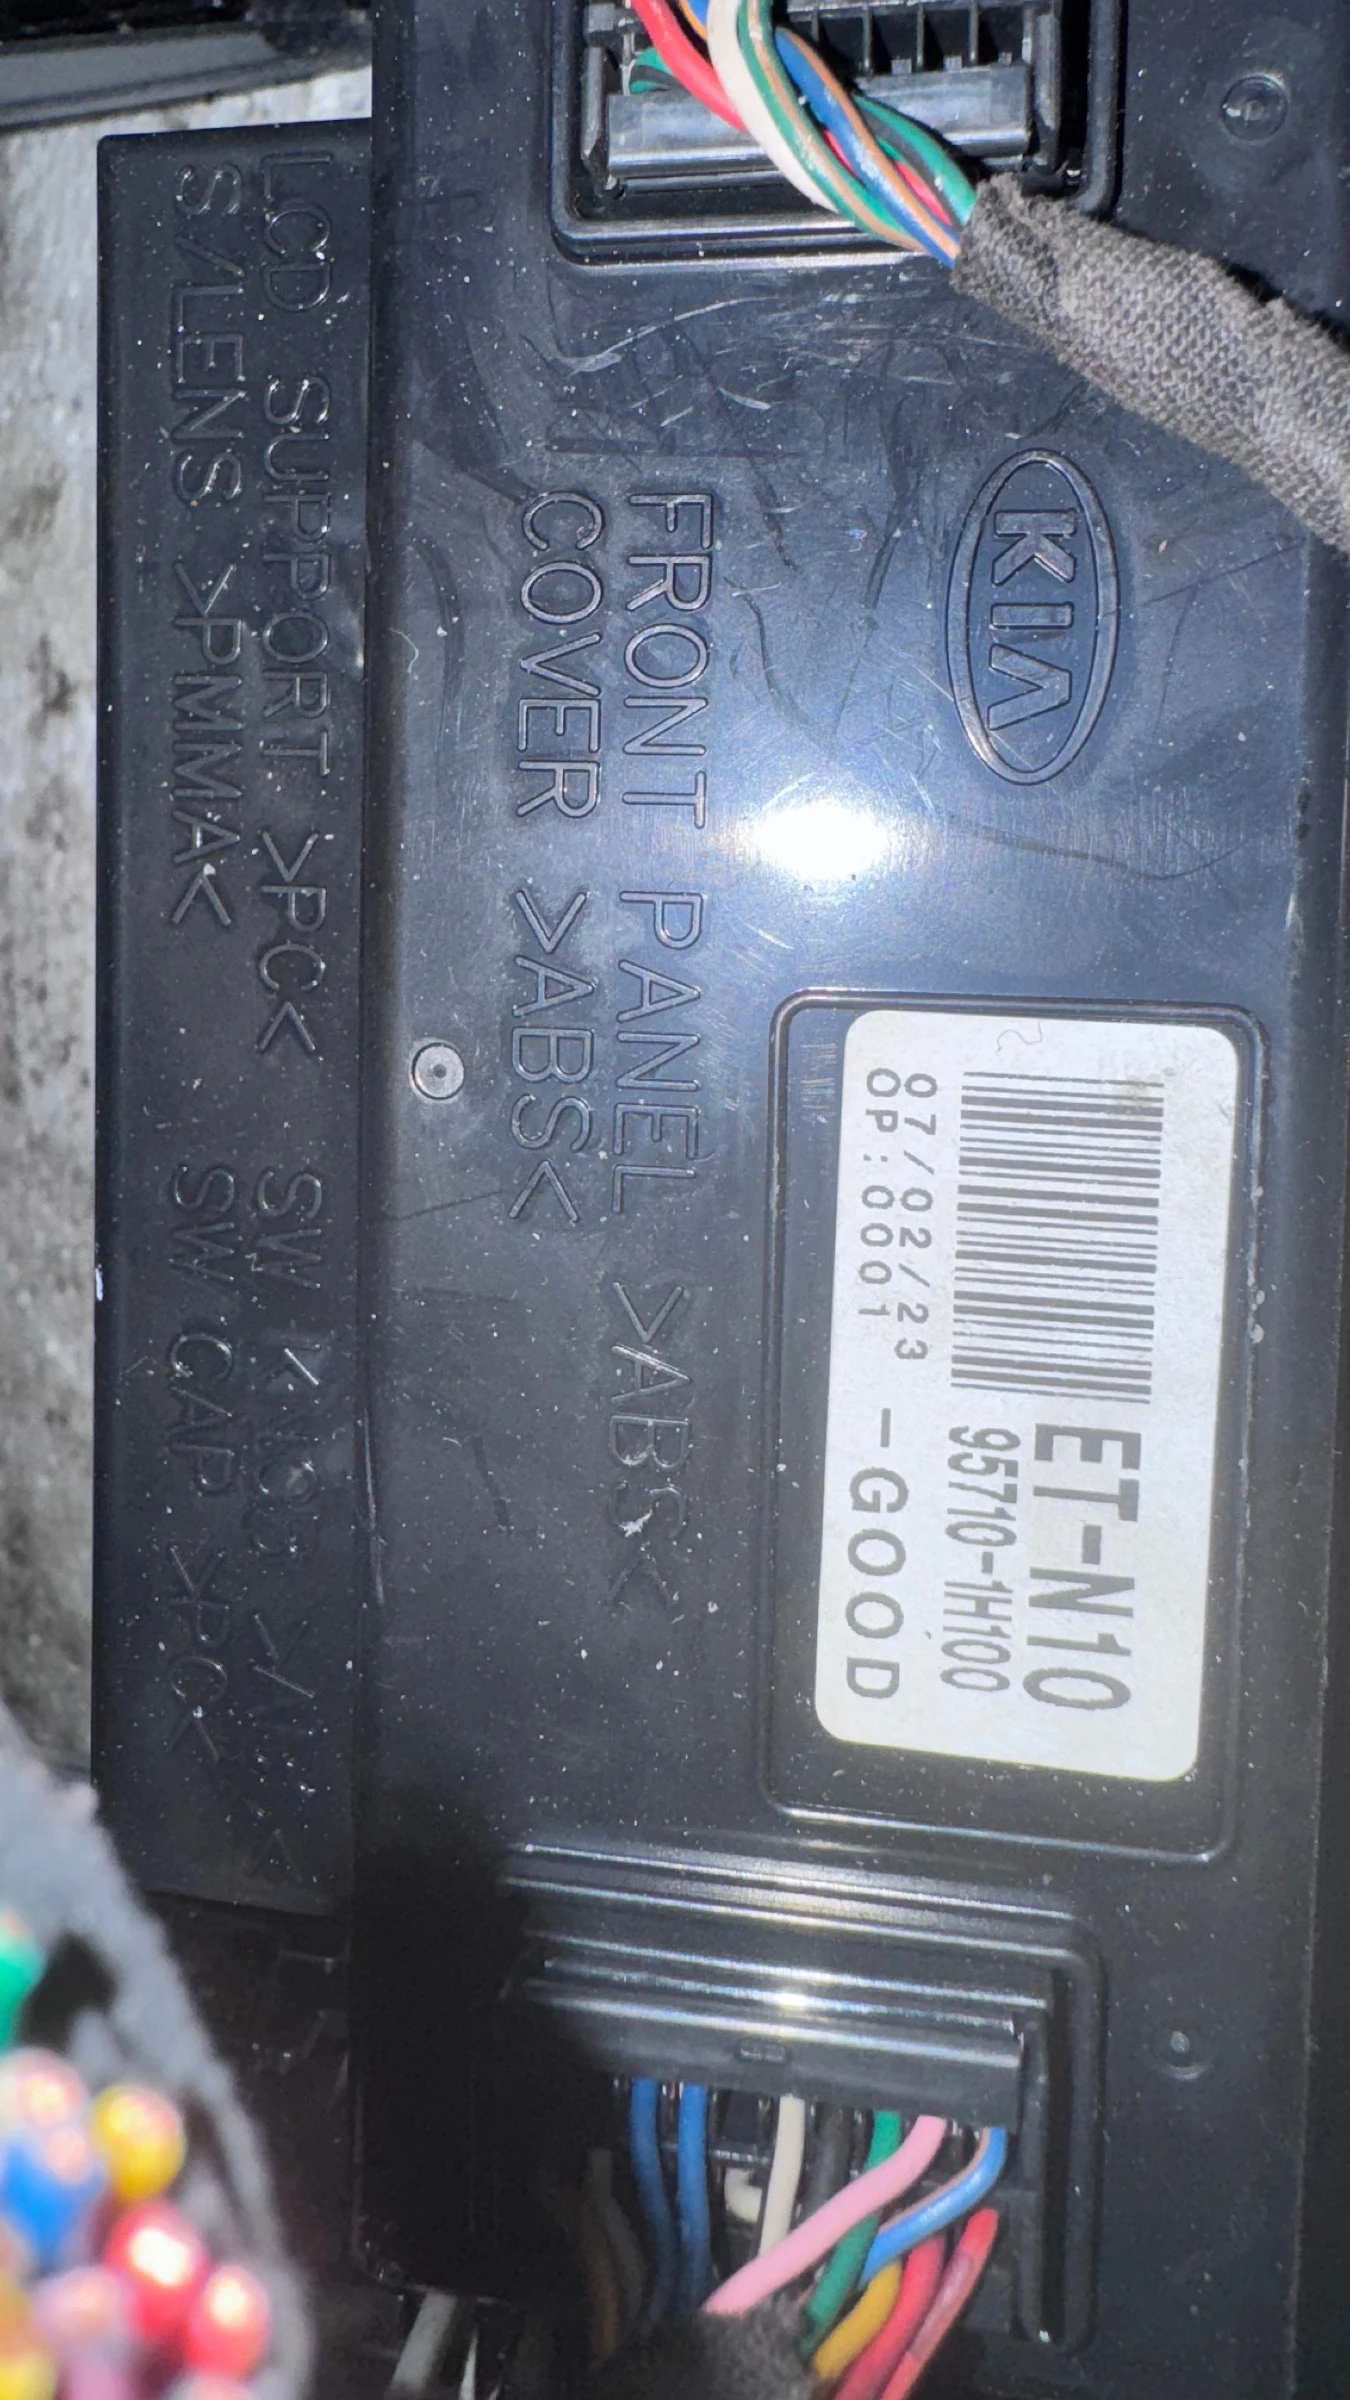 KIA
FRONT PANEL >ABS<
COVER >ABS<
LCD SUPPORT >PC<
S/LENS >PMMA<
SW
SW CAP >PC<
ET-N10
95710-1H100
07/02/23
OP:0001
-GOOD